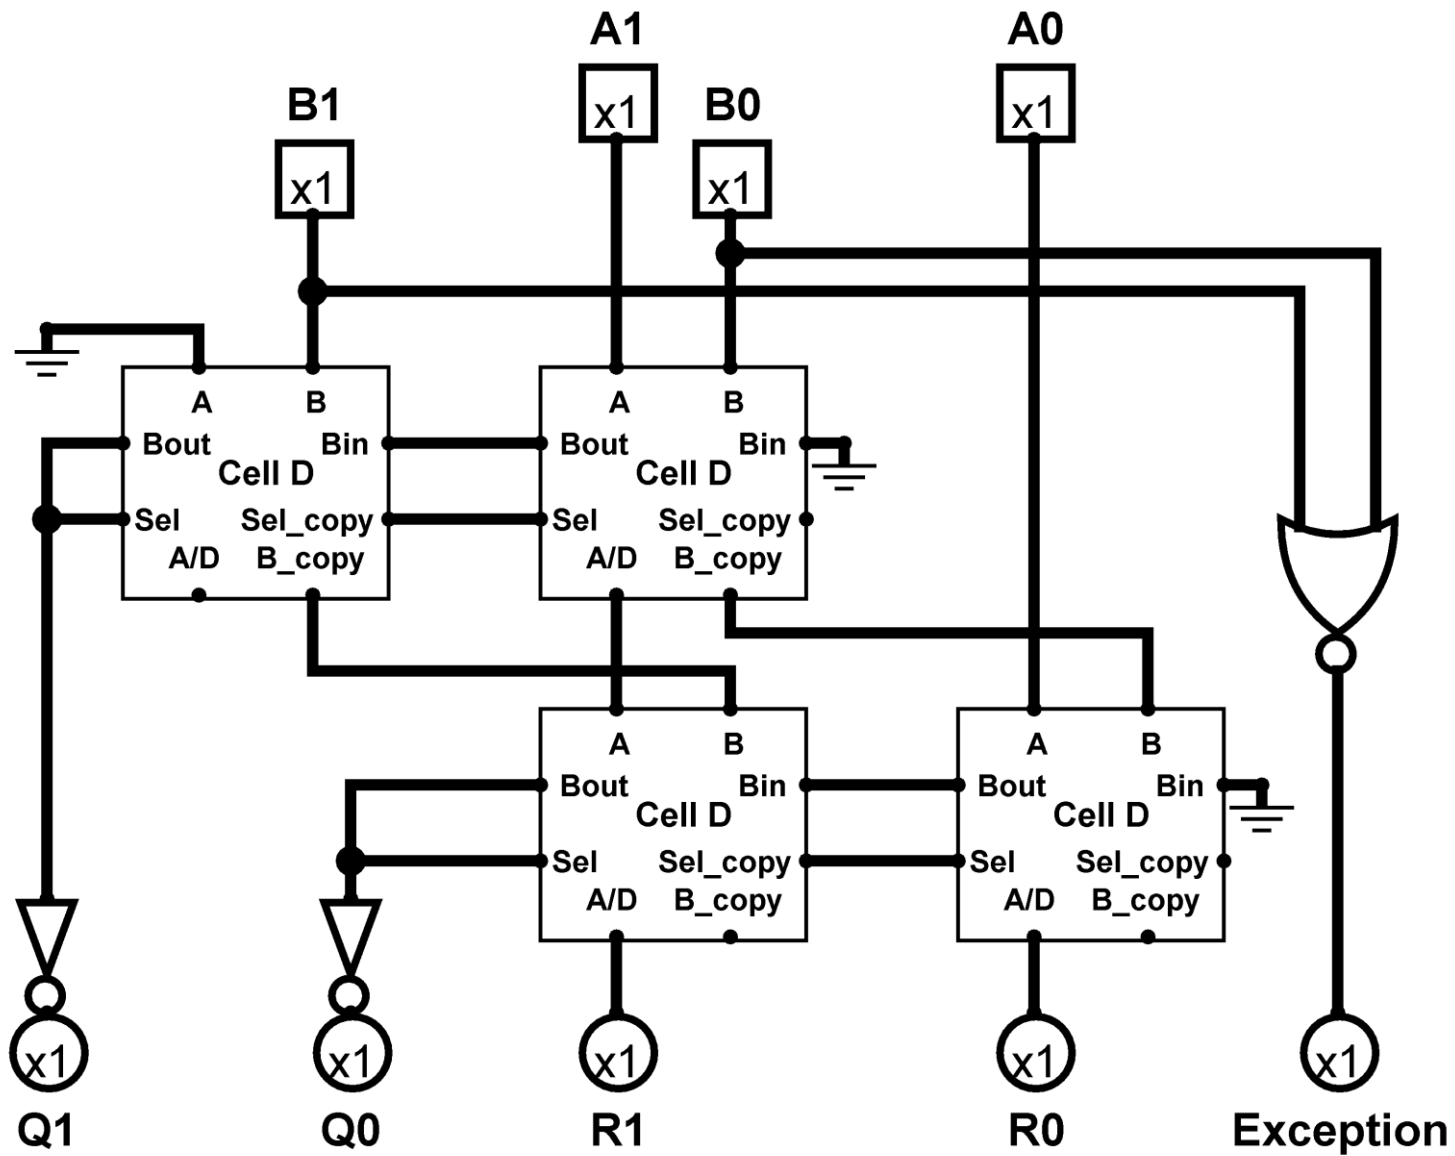 A1
A0
B1
x1
B0
x1
x1
x1
A
B
A
B
Bout
Bin
Bout
Bin
Cell D
Cell D
Sel
Sel_copy
Sel
Sel_copy
A/D
B_copy
A/D
B_copy
A
B
A
B
Bout
Bin
Bout
Bin
Cell D
Cell D
Sel
Sel_copy
Sel
Sel_copy
A/D
B_copy
A/D
B_copy
x1
x1
x1
x1
x1
Q1
Q0
R1
R0
Exception